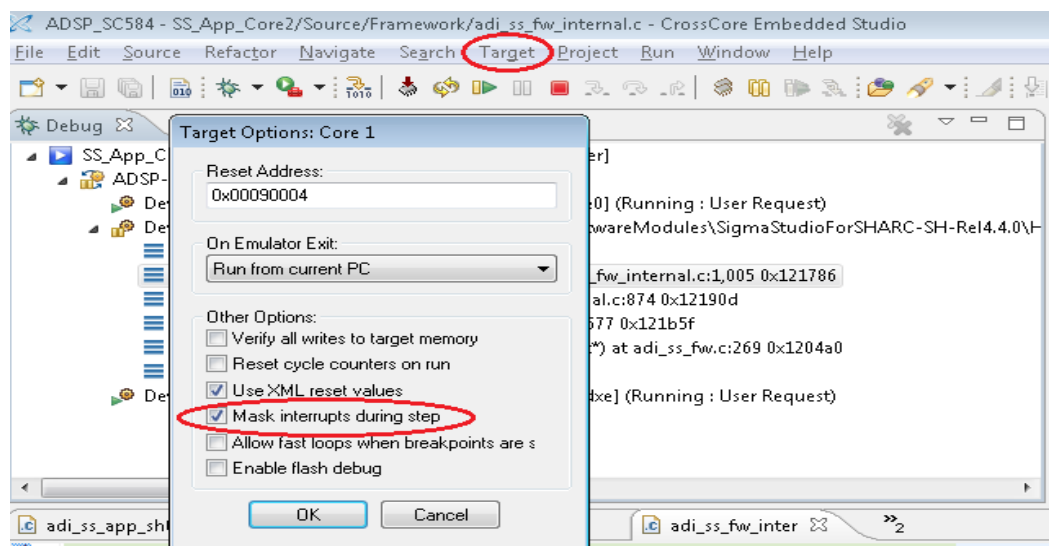 ADSP_SC584 - SS_App_Core2/Source/Framework/adi_ss_fw_internal.c - CrossCore Embedded Studio
File Edit Source Refactor Navigate Search Target Project Run Window Help
Debug
Target Options: Core 1
SS_App_C
er]
Reset Address:
ADSP-
0x00090004
De
:0] (Running : User Request)
De
wareModules\SigmaStudioForSHARC-SH-Rel4.4.0\H
On Emulator Exit:
Run from current PC
_fw_internal.c:1,005 0x121786
al.c:874 0x12190d
Other Options:
577 0x121b5f
Verify all writes to target memory
:*) at adi_ss_fw.c:269 0x1204a0
Reset cycle counters on run
Use XML reset values
De
dxe] (Running : User Request)
Mask interrupts during step
Allow fast loops when breakpoints are s
Enable flash debug
OK Cancel
adi_ss_app_sh
adi_ss_fw_inter
»2